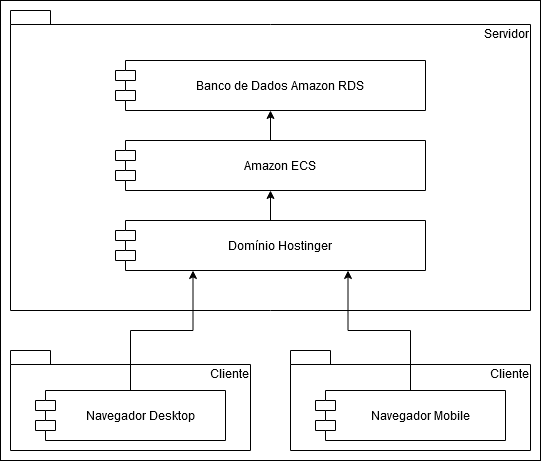 Servidor
Banco de Dados Amazon RDS
Amazon ECS
Domínio Hostinger
Cliente
Navegador Desktop
Cliente
Navegador Mobile